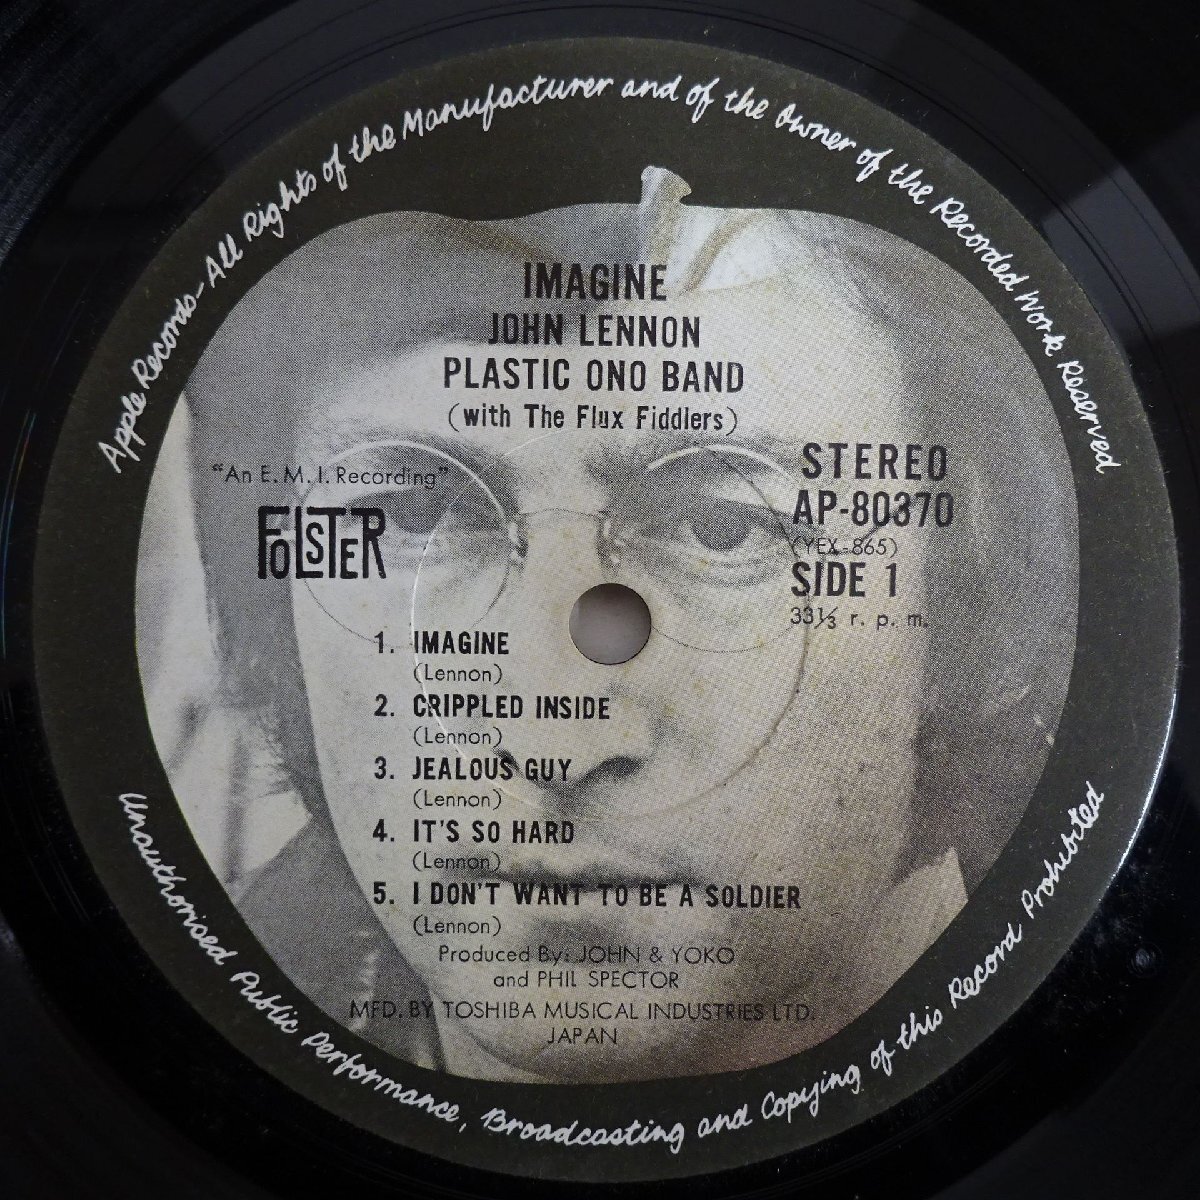 Apple Records-All Rights of the Manufacturer and of the Owner of the Recorded Work Reserved
IMAGINE
JOHN LENNON
PLASTIC ONO BAND
(with The Flux Fiddlers)
"An E.M.I. Recording"
FOLSTER
STEREO
AP-80370
(YEX-865)
SIDE 1
33⅓ r. p. m.
1. IMAGINE
(Lennon)
2. CRIPPLED INSIDE
(Lennon)
3. JEALOUS GUY
(Lennon)
4. IT'S SO HARD
(Lennon)
5. I DON'T WANT TO BE A SOLDIER
(Lennon)
Produced By: JOHN & YOKO
and PHIL SPECTOR
MFD. BY TOSHIBA MUSICAL INDUSTRIES LTD.
JAPAN
Unauthorised Public Performance, Broadcasting and Copying of this Record Prohibited